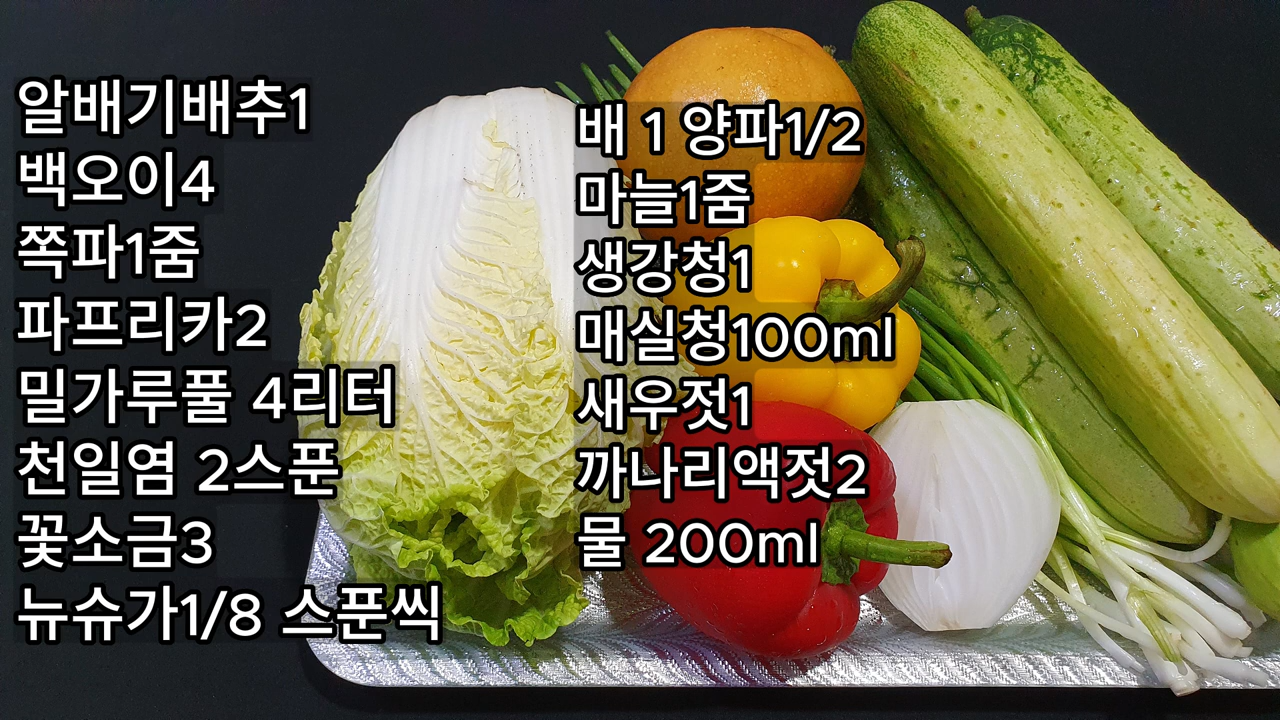 알배기배추1
백오이4
쪽파1줌
파프리카2
밀가루풀 4리터
천일염 2스푼
꽃소금3
뉴슈가1/8 스푼씩
배 1 양파1/2
마늘1줌
생강청1
매실청100ml
새우젓1
까나리액젓2
물 200ml